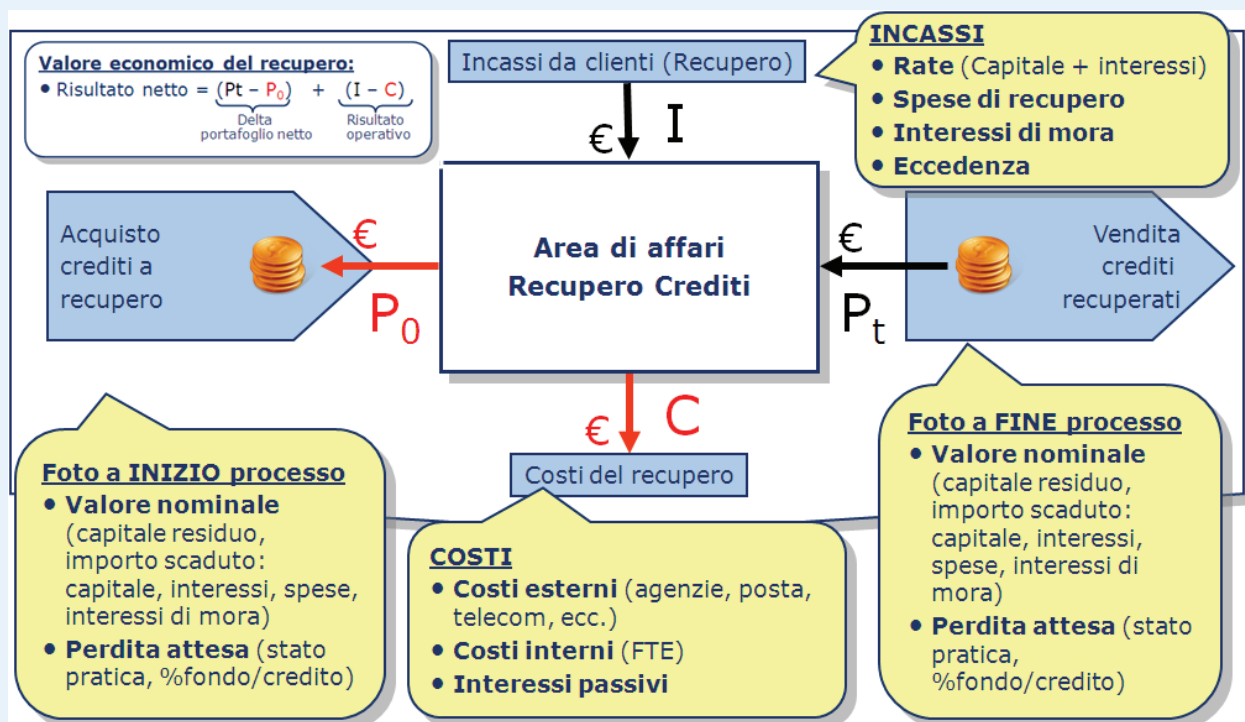 Valore economico del recupero:
• Risultato netto = (Pt – P0) + (I – C)
Delta
portafoglio netto
Risultato
operativo
Incassi da clienti (Recupero)
INCASSI
• Rate (Capitale + interessi)
• Spese di recupero
• Interessi di mora
• Eccedenza
€
I
Acquisto
crediti a
recupero
€
P0
Area di affari
Recupero Crediti
€
Pt
Vendita
crediti
recuperati
€
C
Costi del recupero
Foto a INIZIO processo
• Valore nominale
(capitale residuo,
importo scaduto:
capitale, interessi, spese,
interessi di mora)
• Perdita attesa (stato
pratica, %fondo/credito)
COSTI
• Costi esterni (agenzie, posta,
telecom, ecc.)
• Costi interni (FTE)
• Interessi passivi
Foto a FINE processo
• Valore nominale
(capitale residuo,
importo scaduto:
capitale, interessi,
spese, interessi di
mora)
• Perdita attesa (stato
pratica,
%fondo/credito)